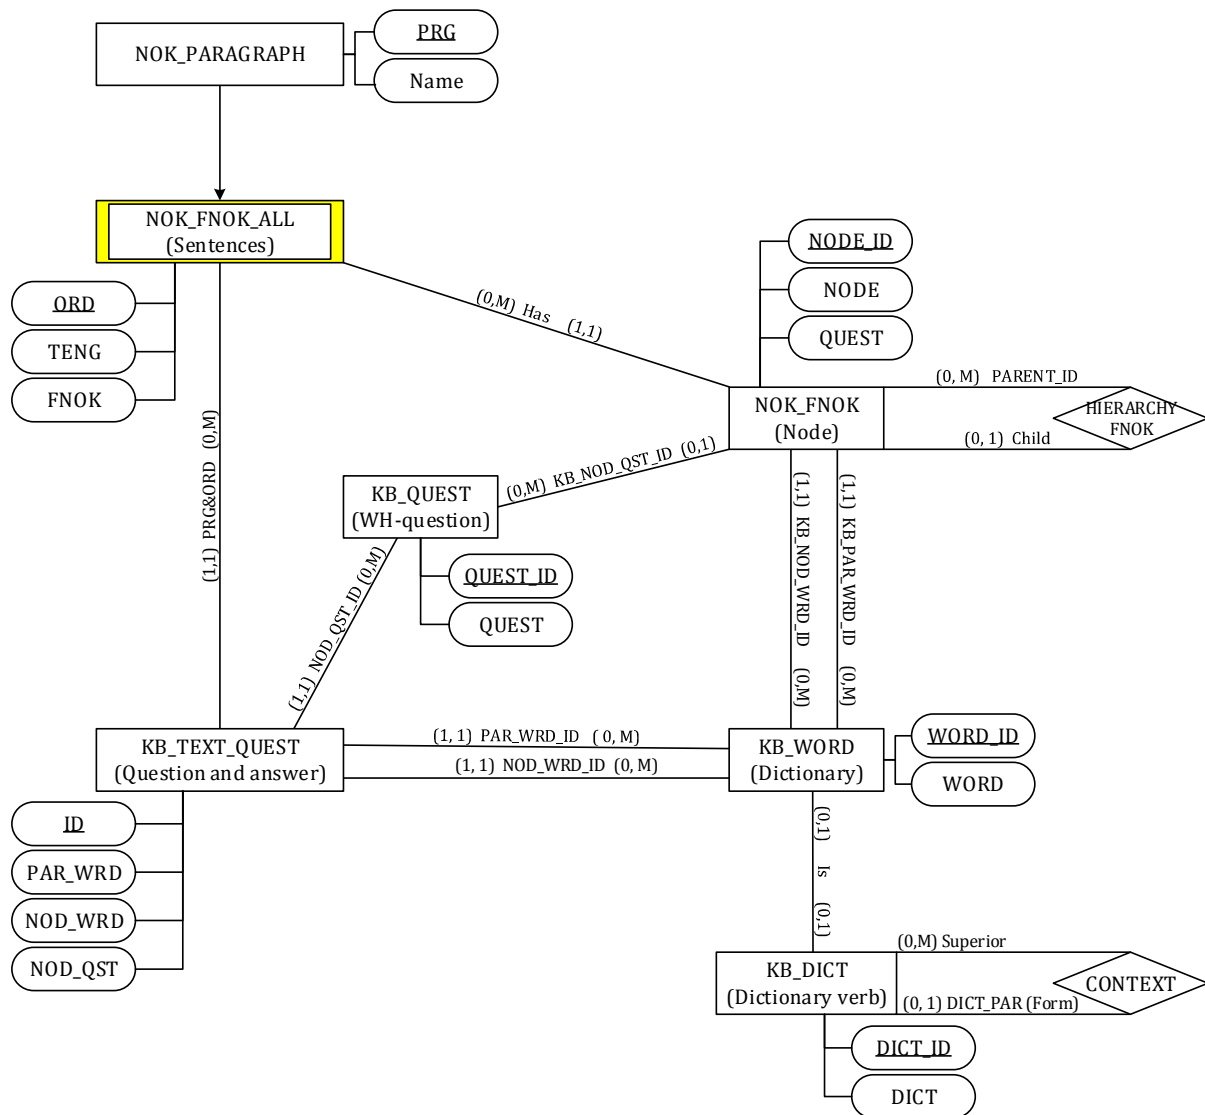 PRG
NOK_PARAGRAPH
Name
NOK_FNOK_ALL
(Sentences)
NODE_ID
NODE
QUEST
ORD
TENG
FNOK
(0,M) Has (1,1)
(0, M) PARENT_ID
NOK_FNOK
(Node)
HIERARCHY
FNOK
(0, 1) Child
(1,1) PRG&ORD (0,M)
(0,M) KB_NOD_QST_ID (0,1)
KB_QUEST
(WH-question)
(1,1) KB_NOD_WRD_ID (0,M)
(1,1) KB_PAR_WRD_ID (0,M)
QUEST_ID
QUEST
(1,1) NOD_QST_ID (0,M)
KB_TEXT_QUEST
(Question and answer)
(1, 1) PAR_WRD_ID ( 0, M)
(1, 1) NOD_WRD_ID (0, M)
KB_WORD
(Dictionary)
WORD_ID
WORD
ID
PAR_WRD
NOD_WRD
NOD_QST
(0,1) Is (0,1)
(0,M) Superior
KB_DICT
(Dictionary verb)
CONTEXT
(0, 1) DICT_PAR (Form)
DICT_ID
DICT